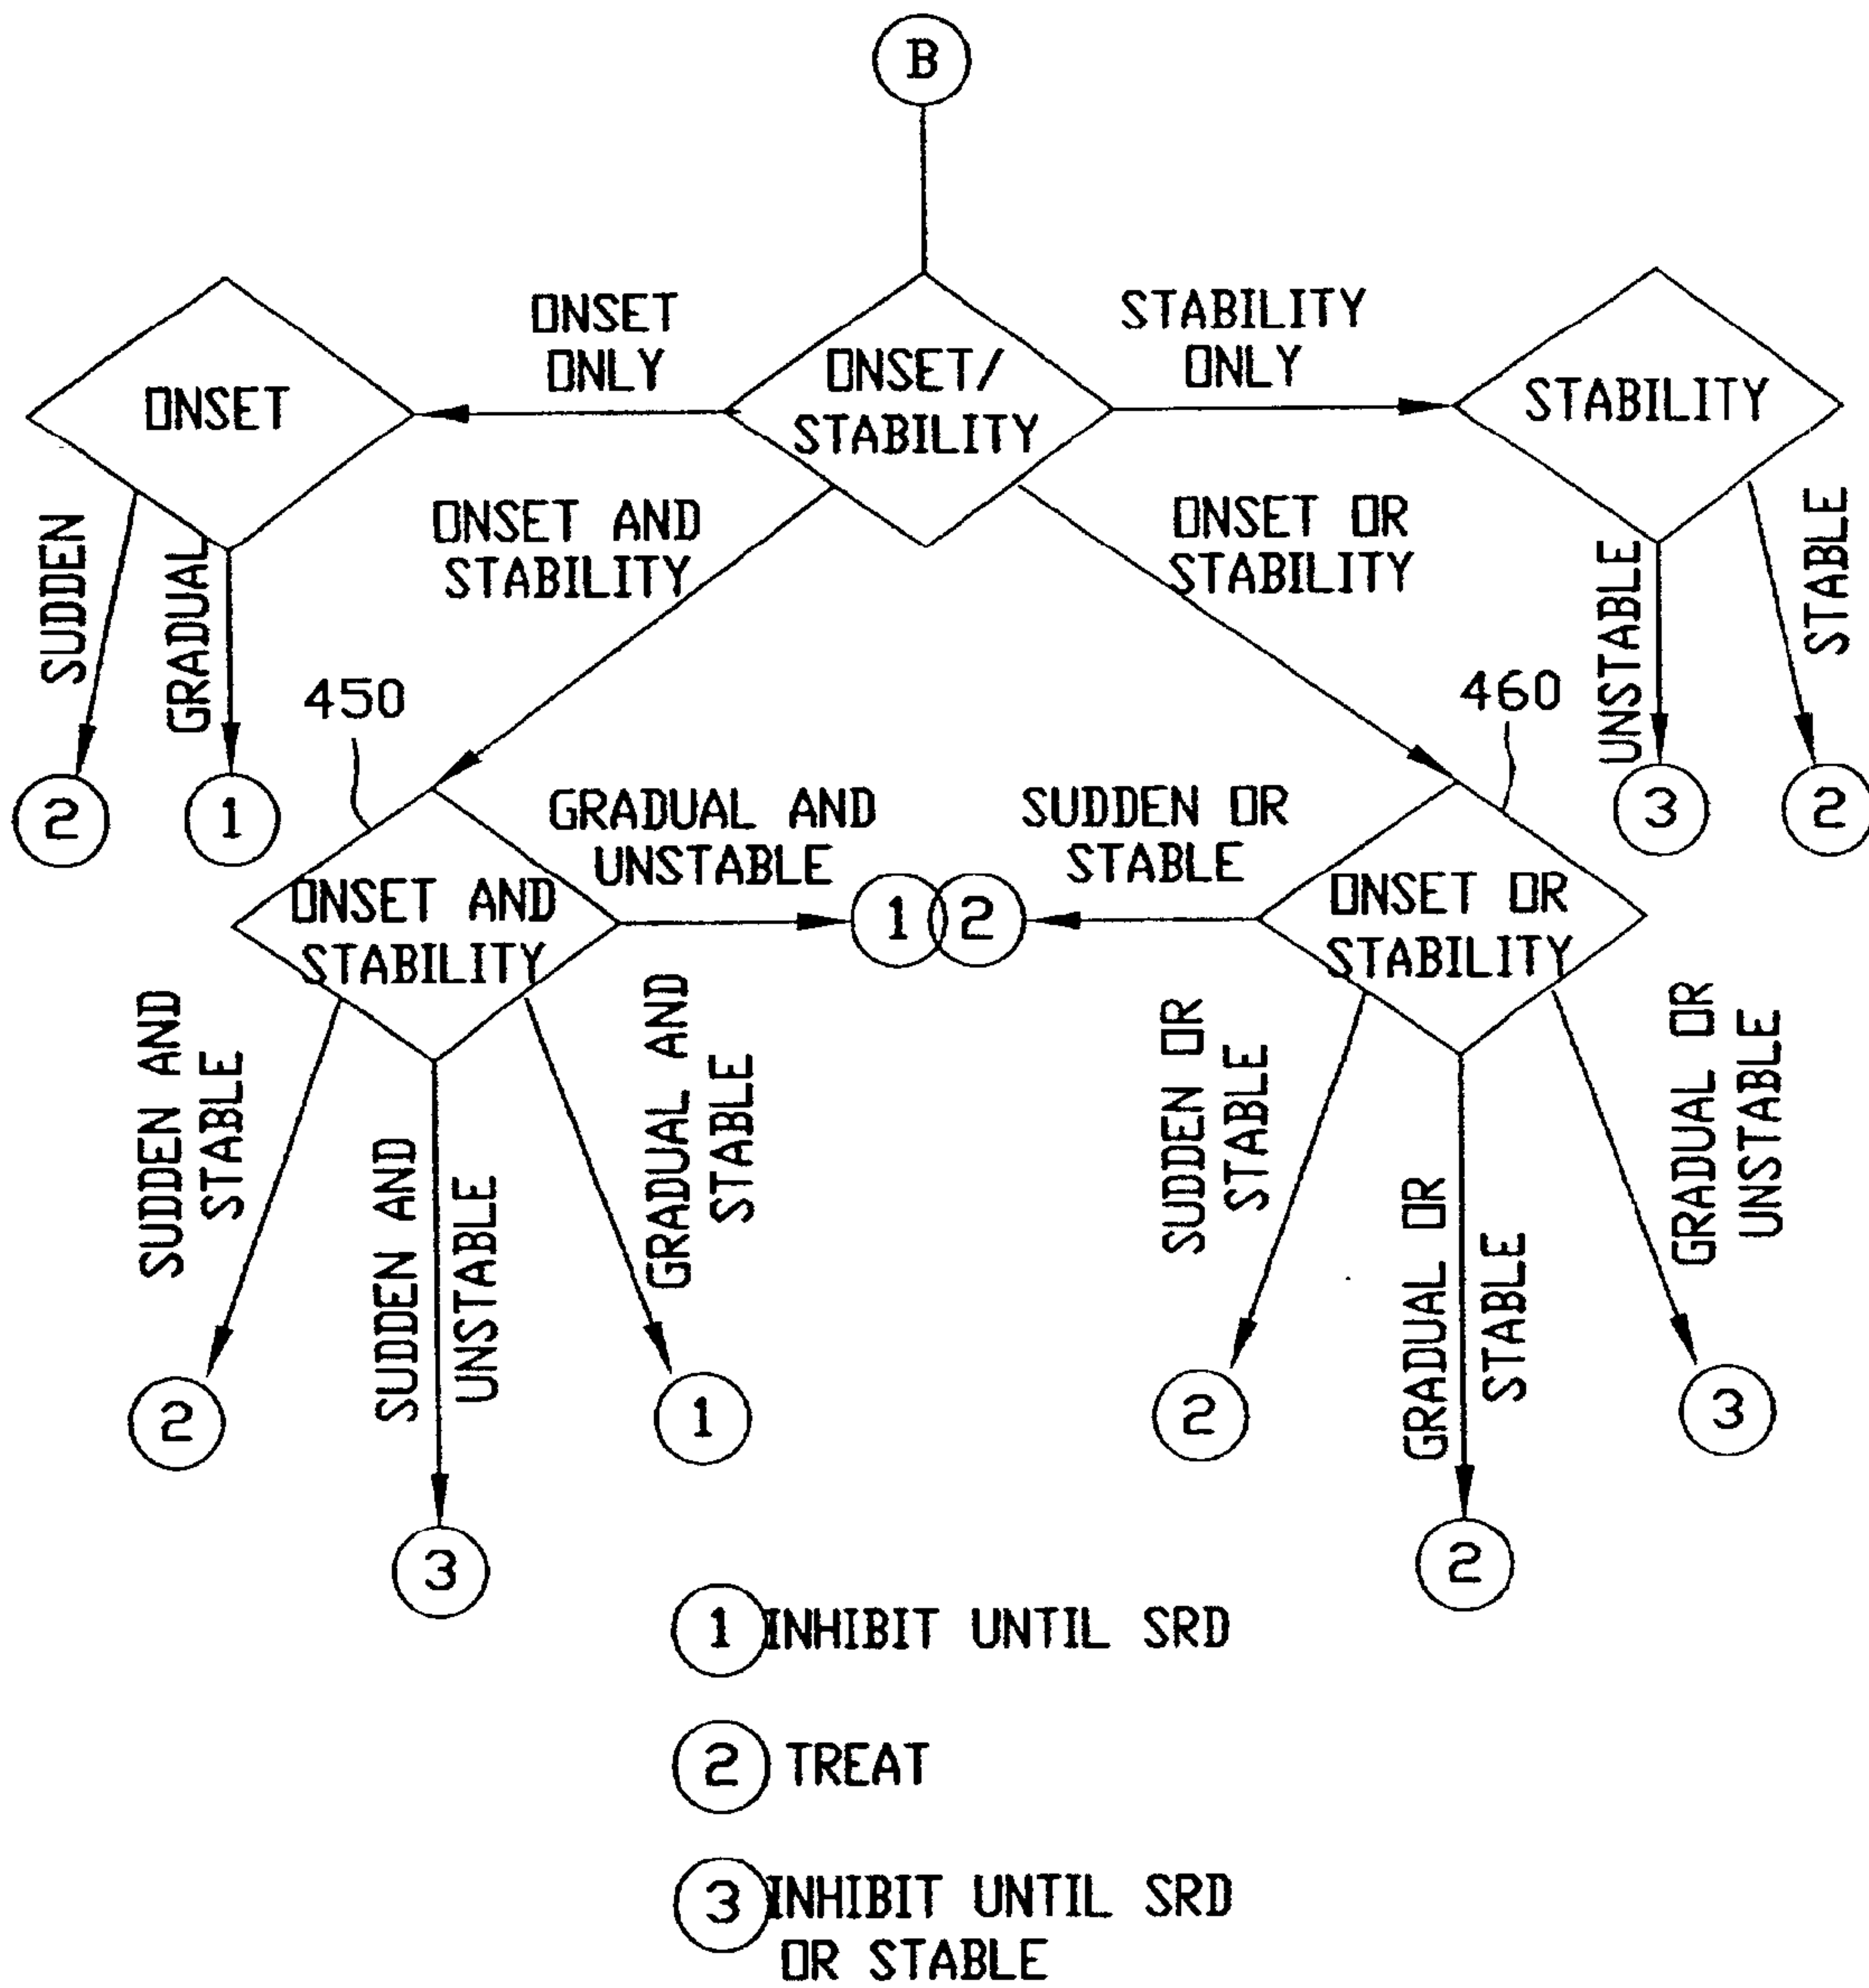 B
ONSET
ONLY
ONSET/
STABILITY
STABILITY
ONLY
ONSET
STABILITY
ONSET AND
STABILITY
ONSET OR
STABILITY
SUDDEN
GRADUAL
UNSTABLE
STABLE
2
1
450
460
3
2
GRADUAL AND
UNSTABLE
SUDDEN OR
STABLE
ONSET AND
STABILITY
1
2
ONSET OR
STABILITY
SUDDEN AND
STABLE
SUDDEN AND
UNSTABLE
GRADUAL AND
STABLE
SUDDEN OR
STABLE
GRADUAL OR
STABLE
GRADUAL OR
UNSTABLE
2
3
1
2
2
3
1 INHIBIT UNTIL SRD
2 TREAT
3 INHIBIT UNTIL SRD
OR STABLE